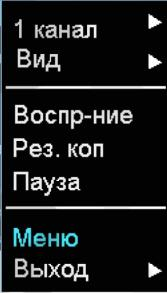 1 канал
Вид
Воспр-ние
Рез. коп
Пауза
Меню
Выход